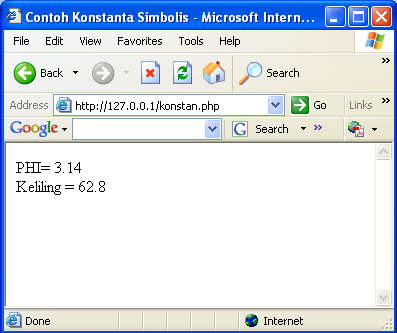 Contoh Konstanta Simbolis - Microsoft Intern...
File Edit View Favorites Tools Help
Back Search
Address http://127.0.0.1/konstan.php Go Links
Google Search
PHI= 3.14
Keliling = 62.8
Done Internet